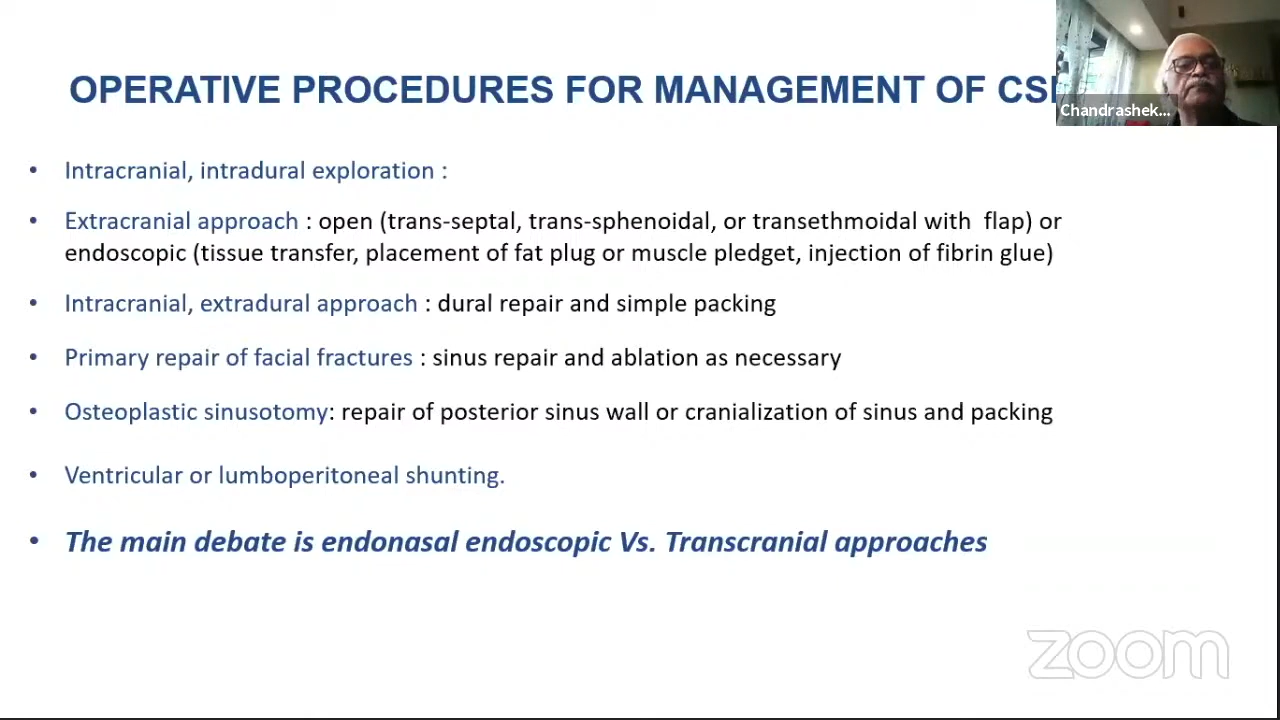 OPERATIVE PROCEDURES FOR MANAGEMENT OF
Chandrashek...
• Intracranial, intradural exploration :
• Extracranial approach : open (trans-septal, trans-sphenoidal, or transethmoidal with flap) or
endoscopic (tissue transfer, placement of fat plug or muscle pledget, injection of fibrin glue)
• Intracranial, extradural approach : dural repair and simple packing
• Primary repair of facial fractures : sinus repair and ablation as necessary
• Osteoplastic sinusotomy: repair of posterior sinus wall or cranialization of sinus and packing
• Ventricular or lumboperitoneal shunting.
• The main debate is endonasal endoscopic Vs. Transcranial approaches
zoom